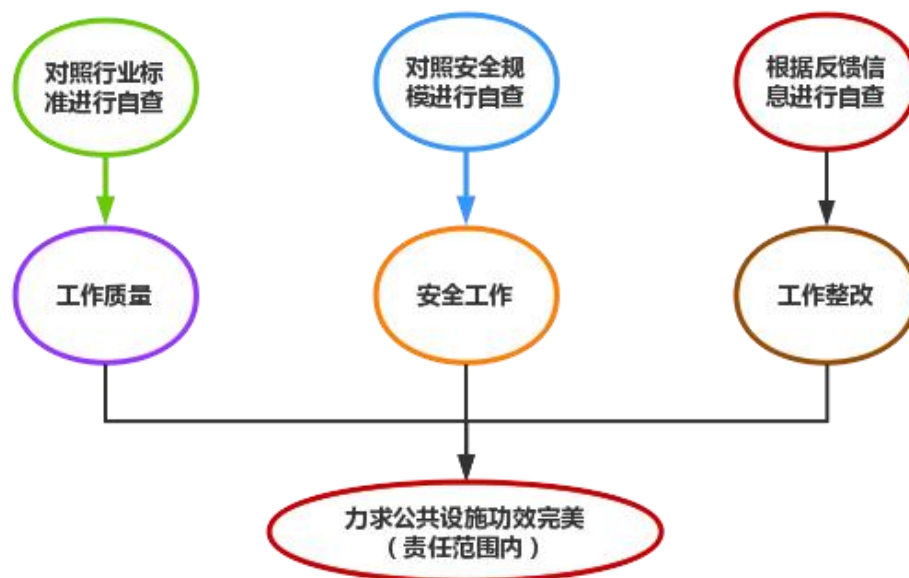 对照行业标
准进行自查
对照安全规
模进行自查
根据反馈信
息进行自查
工作质量
安全工作
工作整改
力求公共设施功效完美
（责任范围内）